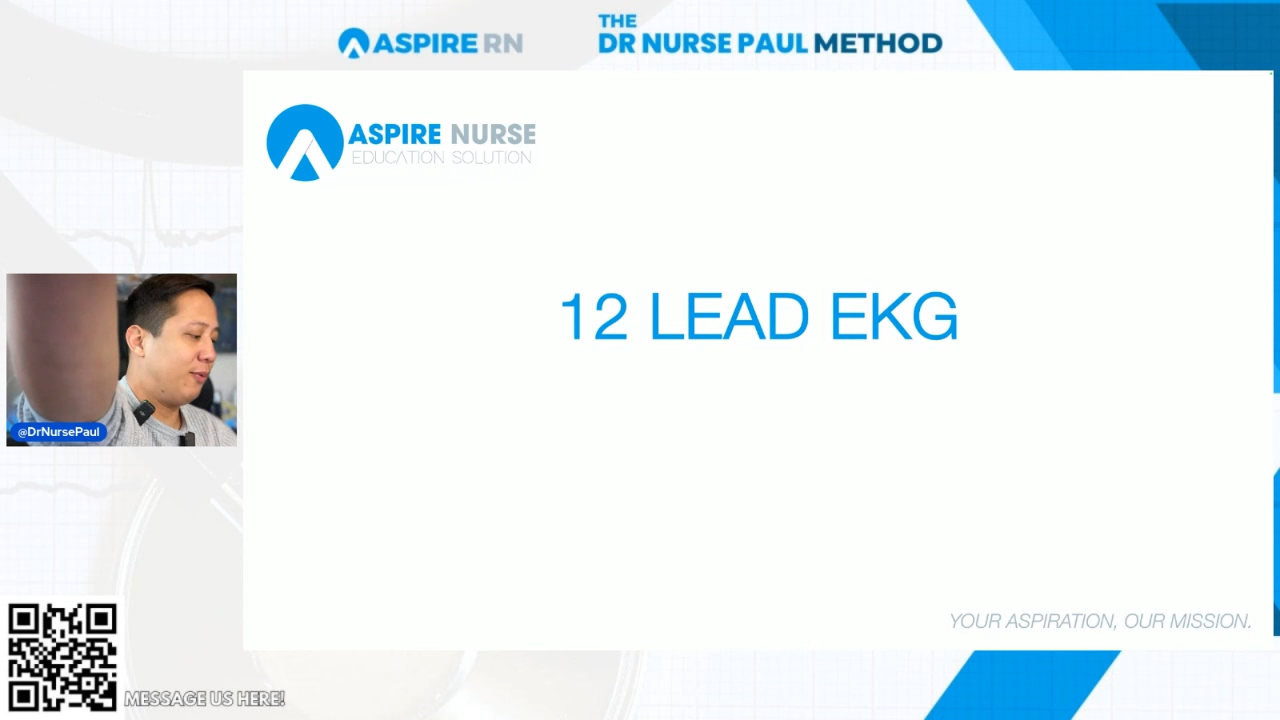 ASPIRE RN
THE
DR NURSE PAUL METHOD
ASPIRE NURSE
EDUCATION SOLUTION
12 LEAD EKG
@DrNursePaul
YOUR ASPIRATION, OUR MISSION.
MESSAGE US HERE!